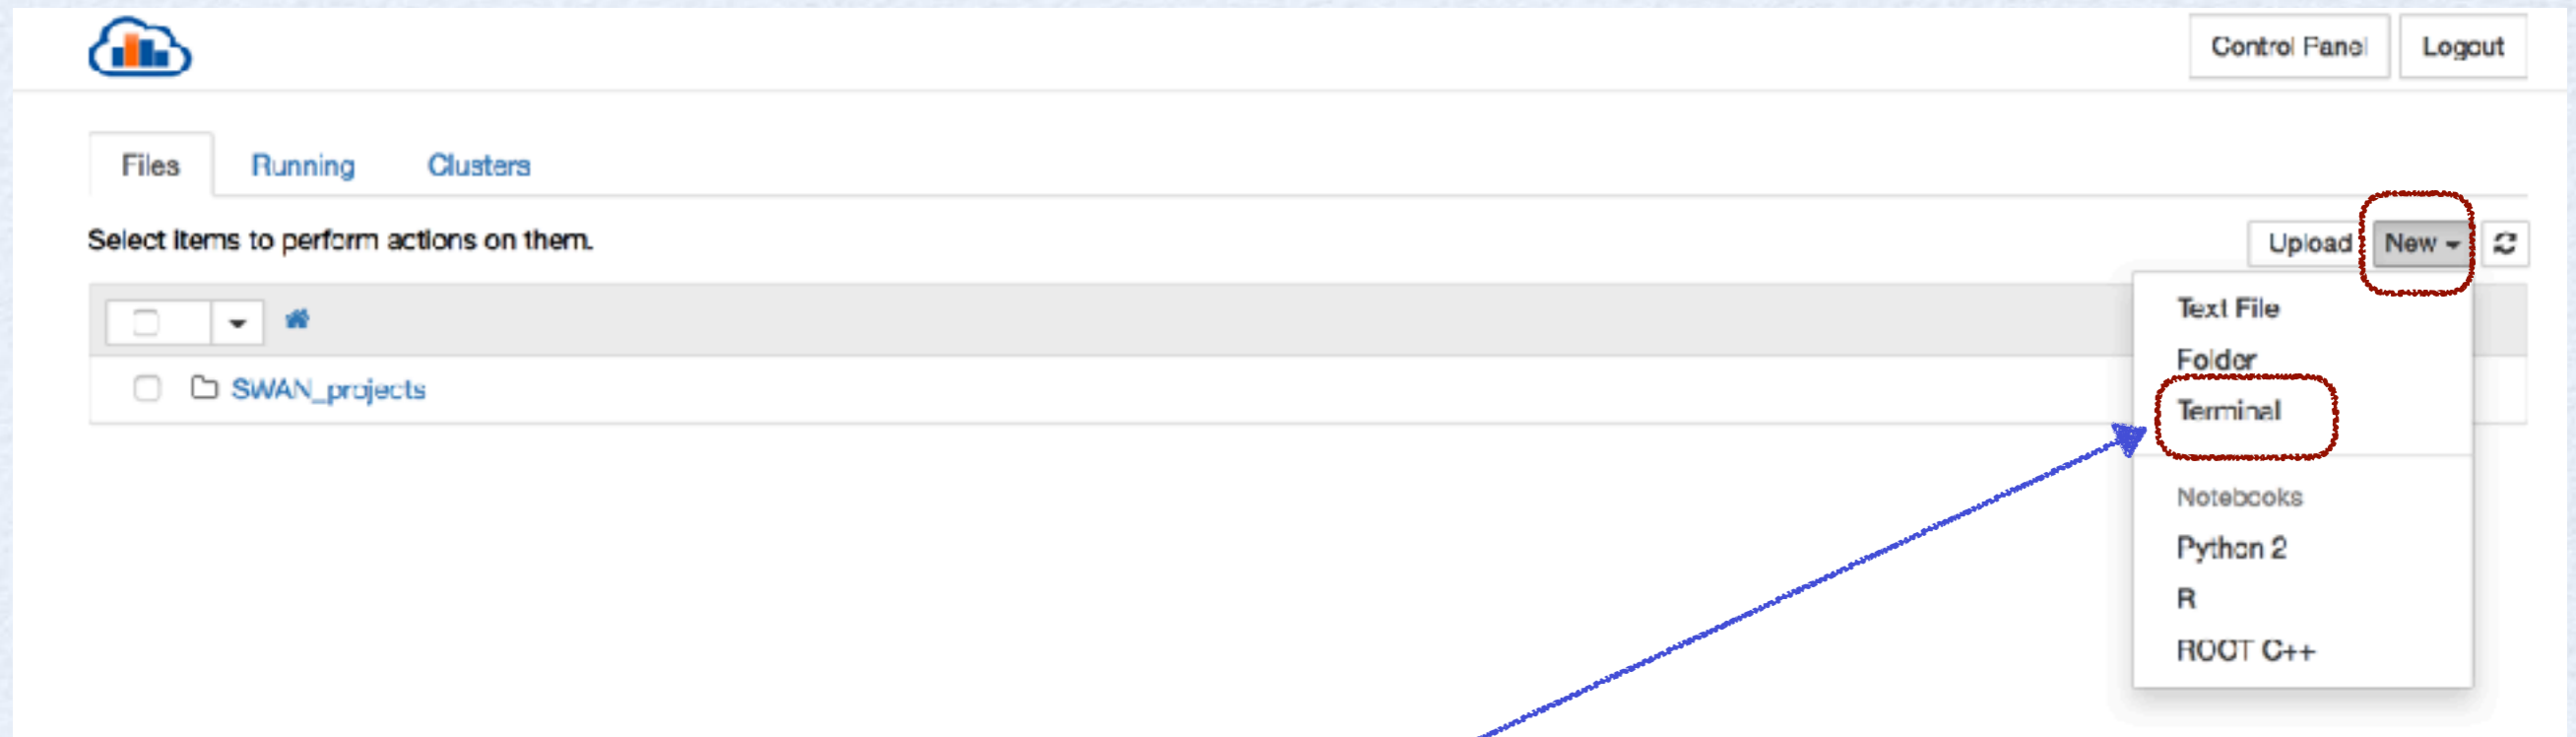 Control Panel Logout
Files Running Clusters
Select items to perform actions on them.
Upload New
SWAN_projects
Text File
Folder
Terminal
Notebooks
Python 2
R
ROOT C++